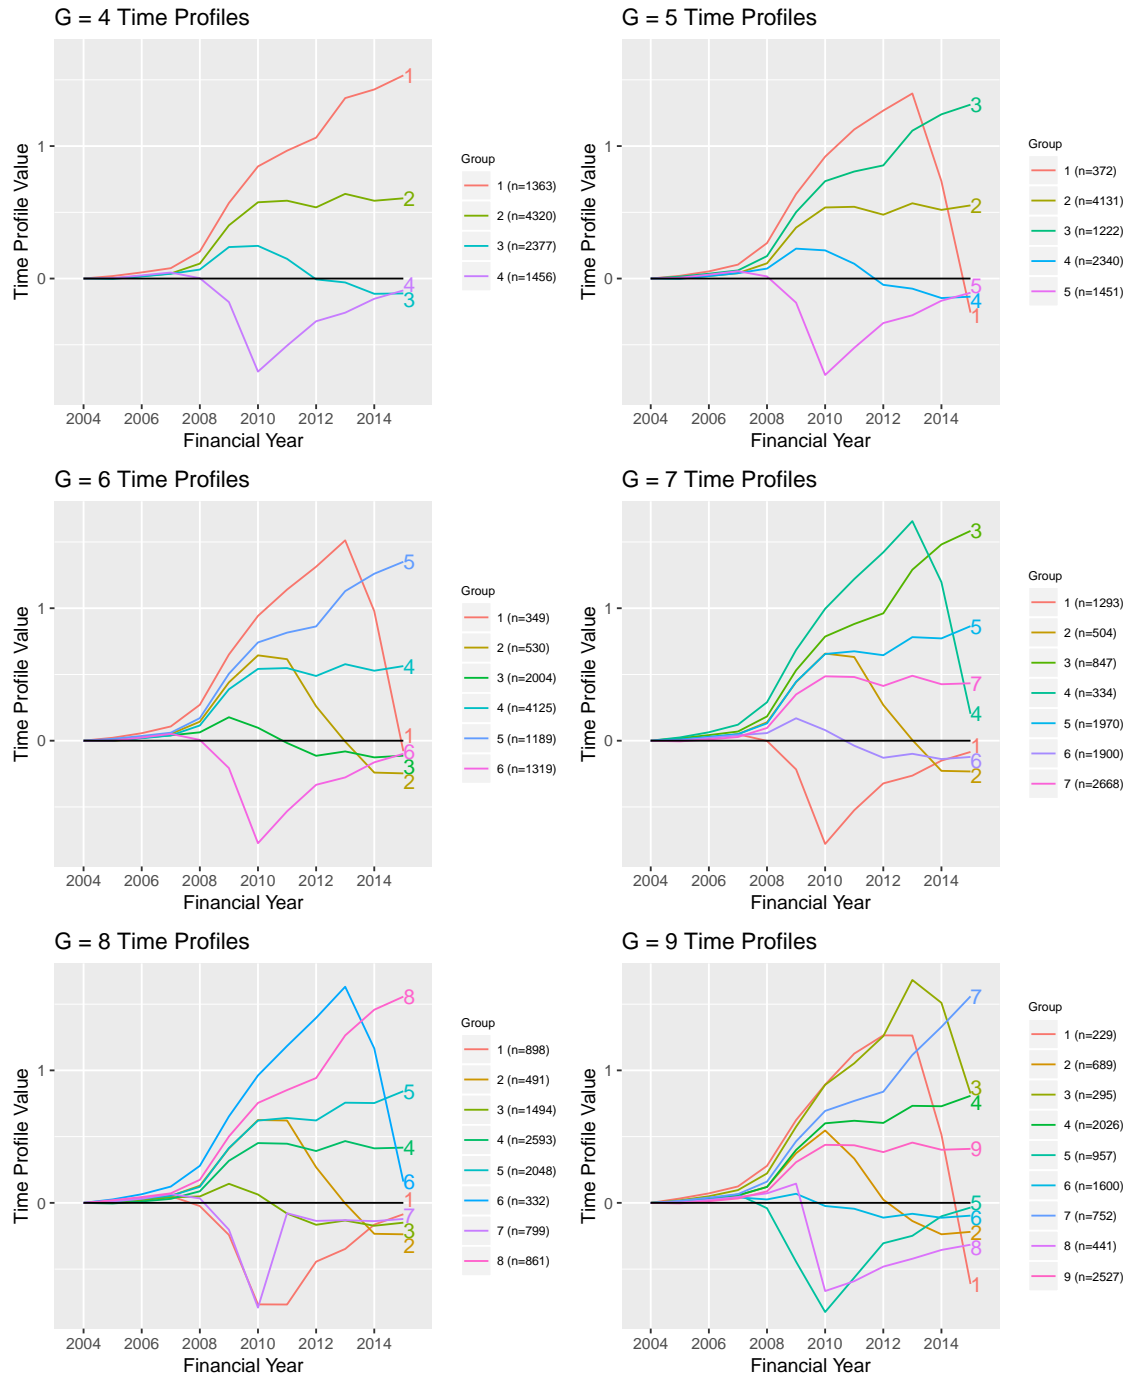 G = 4 Time Profiles
Time Profile Value
1
0
1
2
4
3
2004 2006 2008 2010 2012 2014
Financial Year
Group
1 (n=1363)
2 (n=4320)
3 (n=2377)
4 (n=1456)
G = 5 Time Profiles
Time Profile Value
1
0
3
2
5
4
1
2004 2006 2008 2010 2012 2014
Financial Year
Group
1 (n=372)
2 (n=4131)
3 (n=1222)
4 (n=2340)
5 (n=1451)
G = 6 Time Profiles
Time Profile Value
1
0
5
4
1
6
3
2
2004 2006 2008 2010 2012 2014
Financial Year
Group
1 (n=349)
2 (n=530)
3 (n=2004)
4 (n=4125)
5 (n=1189)
6 (n=1319)
G = 7 Time Profiles
Time Profile Value
1
0
3
5
7
4
1
6
2
2004 2006 2008 2010 2012 2014
Financial Year
Group
1 (n=1293)
2 (n=504)
3 (n=847)
4 (n=334)
5 (n=1970)
6 (n=1900)
7 (n=2668)
G = 8 Time Profiles
Time Profile Value
1
0
8
5
4
6
1
7
3
2
2004 2006 2008 2010 2012 2014
Financial Year
Group
1 (n=898)
2 (n=491)
3 (n=1494)
4 (n=2593)
5 (n=2048)
6 (n=332)
7 (n=799)
8 (n=861)
G = 9 Time Profiles
Time Profile Value
1
0
7
3
4
9
5
6
2
8
1
2004 2006 2008 2010 2012 2014
Financial Year
Group
1 (n=229)
2 (n=689)
3 (n=295)
4 (n=2026)
5 (n=957)
6 (n=1600)
7 (n=752)
8 (n=441)
9 (n=2527)